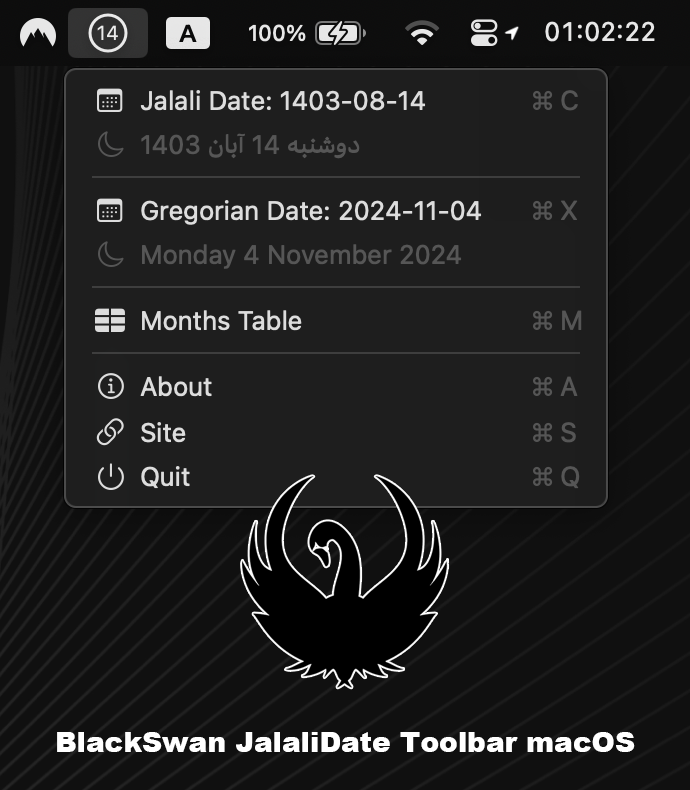 14 A 100% 01:02:22
Jalali Date: 1403-08-14 ⌘ C
دوشنبه 14 آبان 1403
Gregorian Date: 2024-11-04 ⌘ X
Monday 4 November 2024
Months Table ⌘ M
About ⌘ A
Site ⌘ S
Quit ⌘ Q
BlackSwan JalaliDate Toolbar macOS